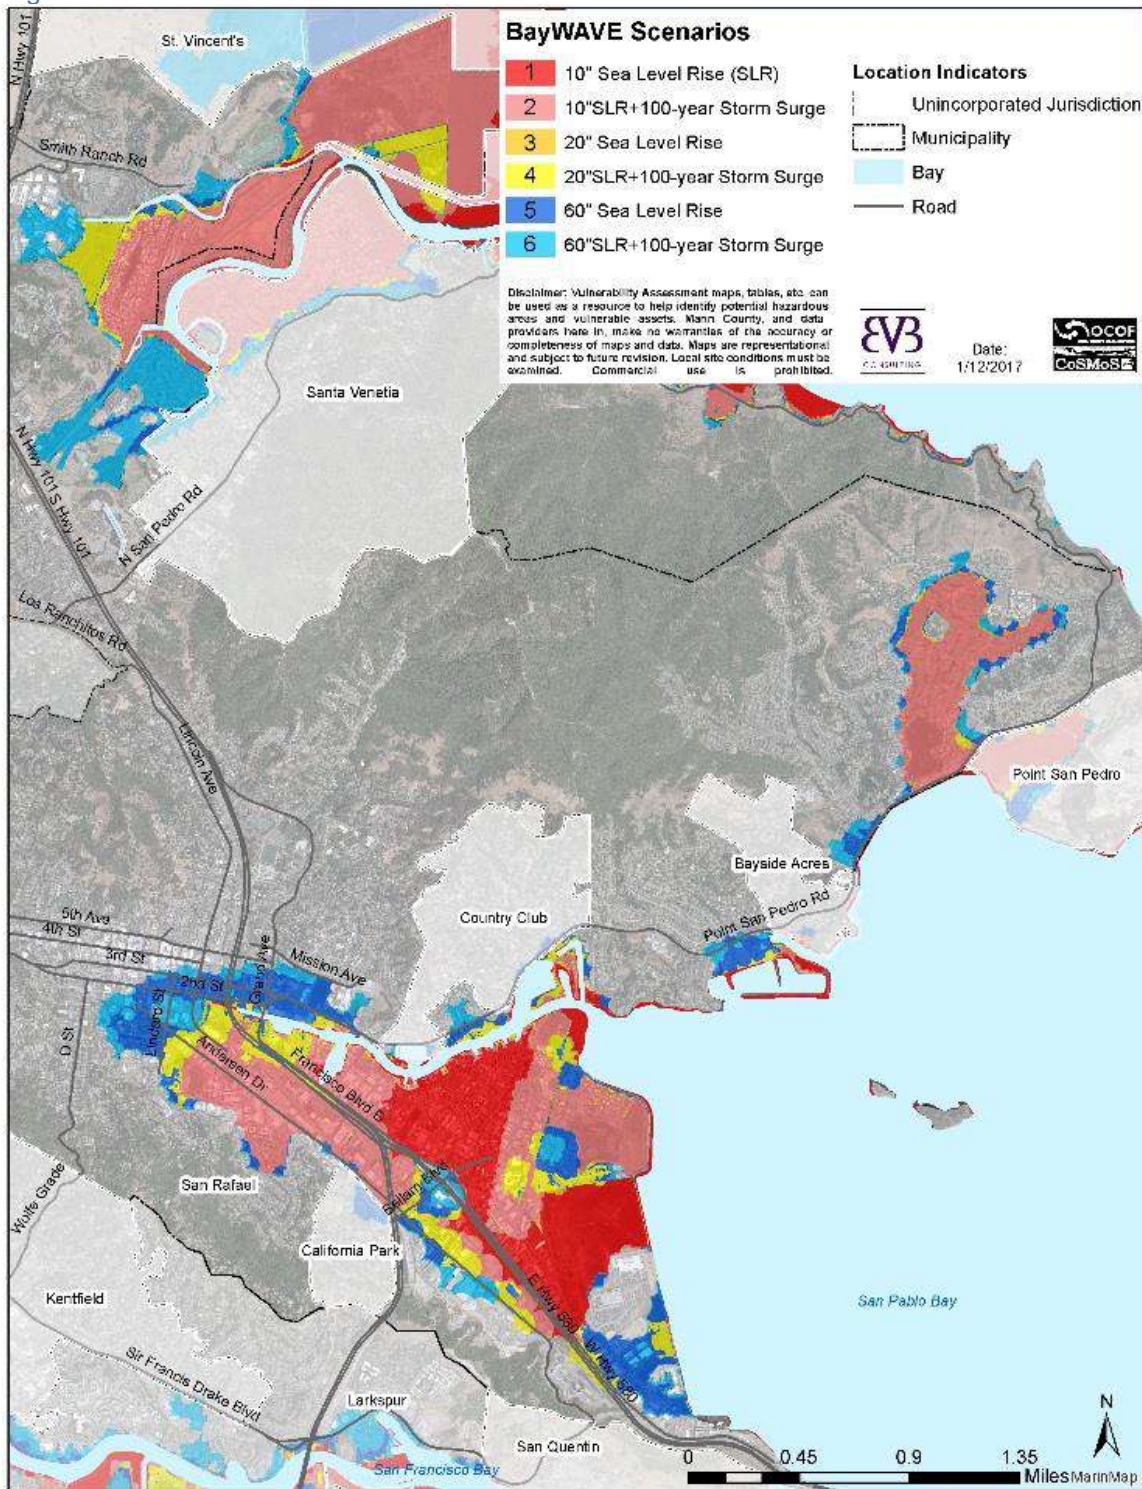 BayWAVE Scenarios
1 10" Sea Level Rise (SLR)
2 10"SLR+100-year Storm Surge
3 20" Sea Level Rise
4 20"SLR+100-year Storm Surge
5 60" Sea Level Rise
6 60"SLR+100-year Storm Surge
Location Indicators
Unincorporated Jurisdiction
Municipality
Bay
Road
Disclaimer: Vulnerability Assessment maps, tables, etc. can
be used as a resource to help identify potential hazardous
areas and vulnerable assets. Marin County, and data
providers here in, make no warranties of the accuracy or
completeness of maps and data. Maps are representational
and subject to future revision. Local site conditions must be
examined. Commercial use is prohibited.
BVB
CONSULTING
Date:
1/12/2017
OCOF
CoSMoS
N Hwy 101
St. Vincent's
Smith Ranch Rd
Santa Venetia
N Hwy 101 S Hwy 101
N San Pedro Rd
Los Ranchitos Rd
Lincoln Ave
Point San Pedro
Bayside Acres
Country Club
Point San Pedro Rd
5th Ave
4th St
3rd St
Mission Ave
2nd St
Grand Ave
Lindaro St
D St
Andersen Dr
Francisco Blvd E
Bellam Blvd
San Rafael
Wolfe Grade
California Park
Kentfield
E Hwy 580
W Hwy 580
San Pablo Bay
Sir Francis Drake Blvd
Larkspur
San Quentin
San Francisco Bay
N
0 0.45 0.9 1.35
Miles
MarinMap